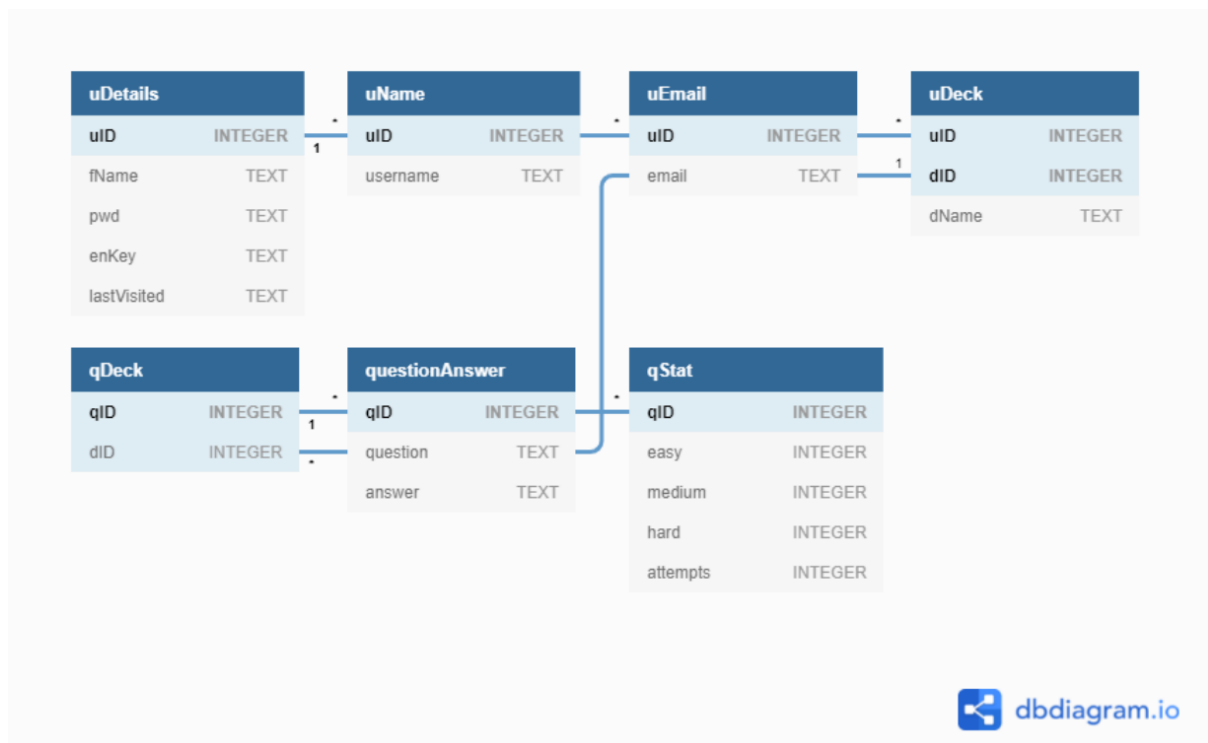 uDetails
uID INTEGER
fName TEXT
pwd TEXT
enKey TEXT
lastVisited TEXT
1 *
uName
uID INTEGER
username TEXT
*
uEmail
uID INTEGER
email TEXT
*
1
uDeck
uID INTEGER
dID INTEGER
dName TEXT
qDeck
qID INTEGER
dID INTEGER
1 *
*
questionAnswer
qID INTEGER
question TEXT
answer TEXT
*
qStat
qID INTEGER
easy INTEGER
medium INTEGER
hard INTEGER
attempts INTEGER
dbdiagram.io